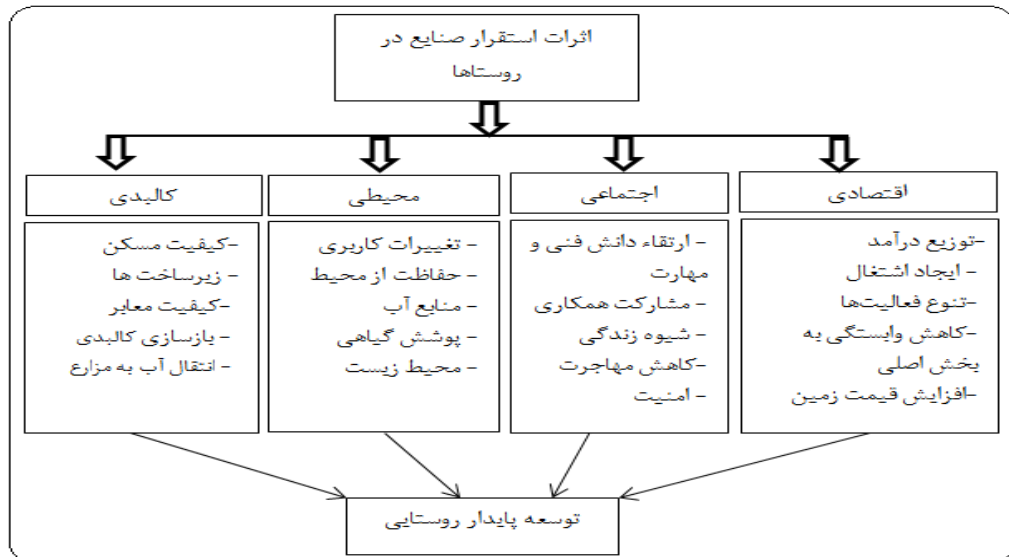 اثرات استقرار صنایع در
روستاها
اقتصادی
-توزیع درآمد
- ایجاد اشتغال
-تنوع فعالیت‌ها
-کاهش وابستگی به
بخش اصلی
-افزایش قیمت زمین
اجتماعی
- ارتقاء دانش فنی و
مهارت
- مشارکت همکاری
- شیوه زندگی
-کاهش مهاجرت
- امنیت
محیطی
- تغییرات کاربری
- حفاظت از محیط
- منابع آب
- پوشش گیاهی
- محیط زیست
کالبدی
-کیفیت مسکن
- زیرساخت ها
-کیفیت معابر
- بازسازی کالبدی
- انتقال آب به مزارع
توسعه پایدار روستایی